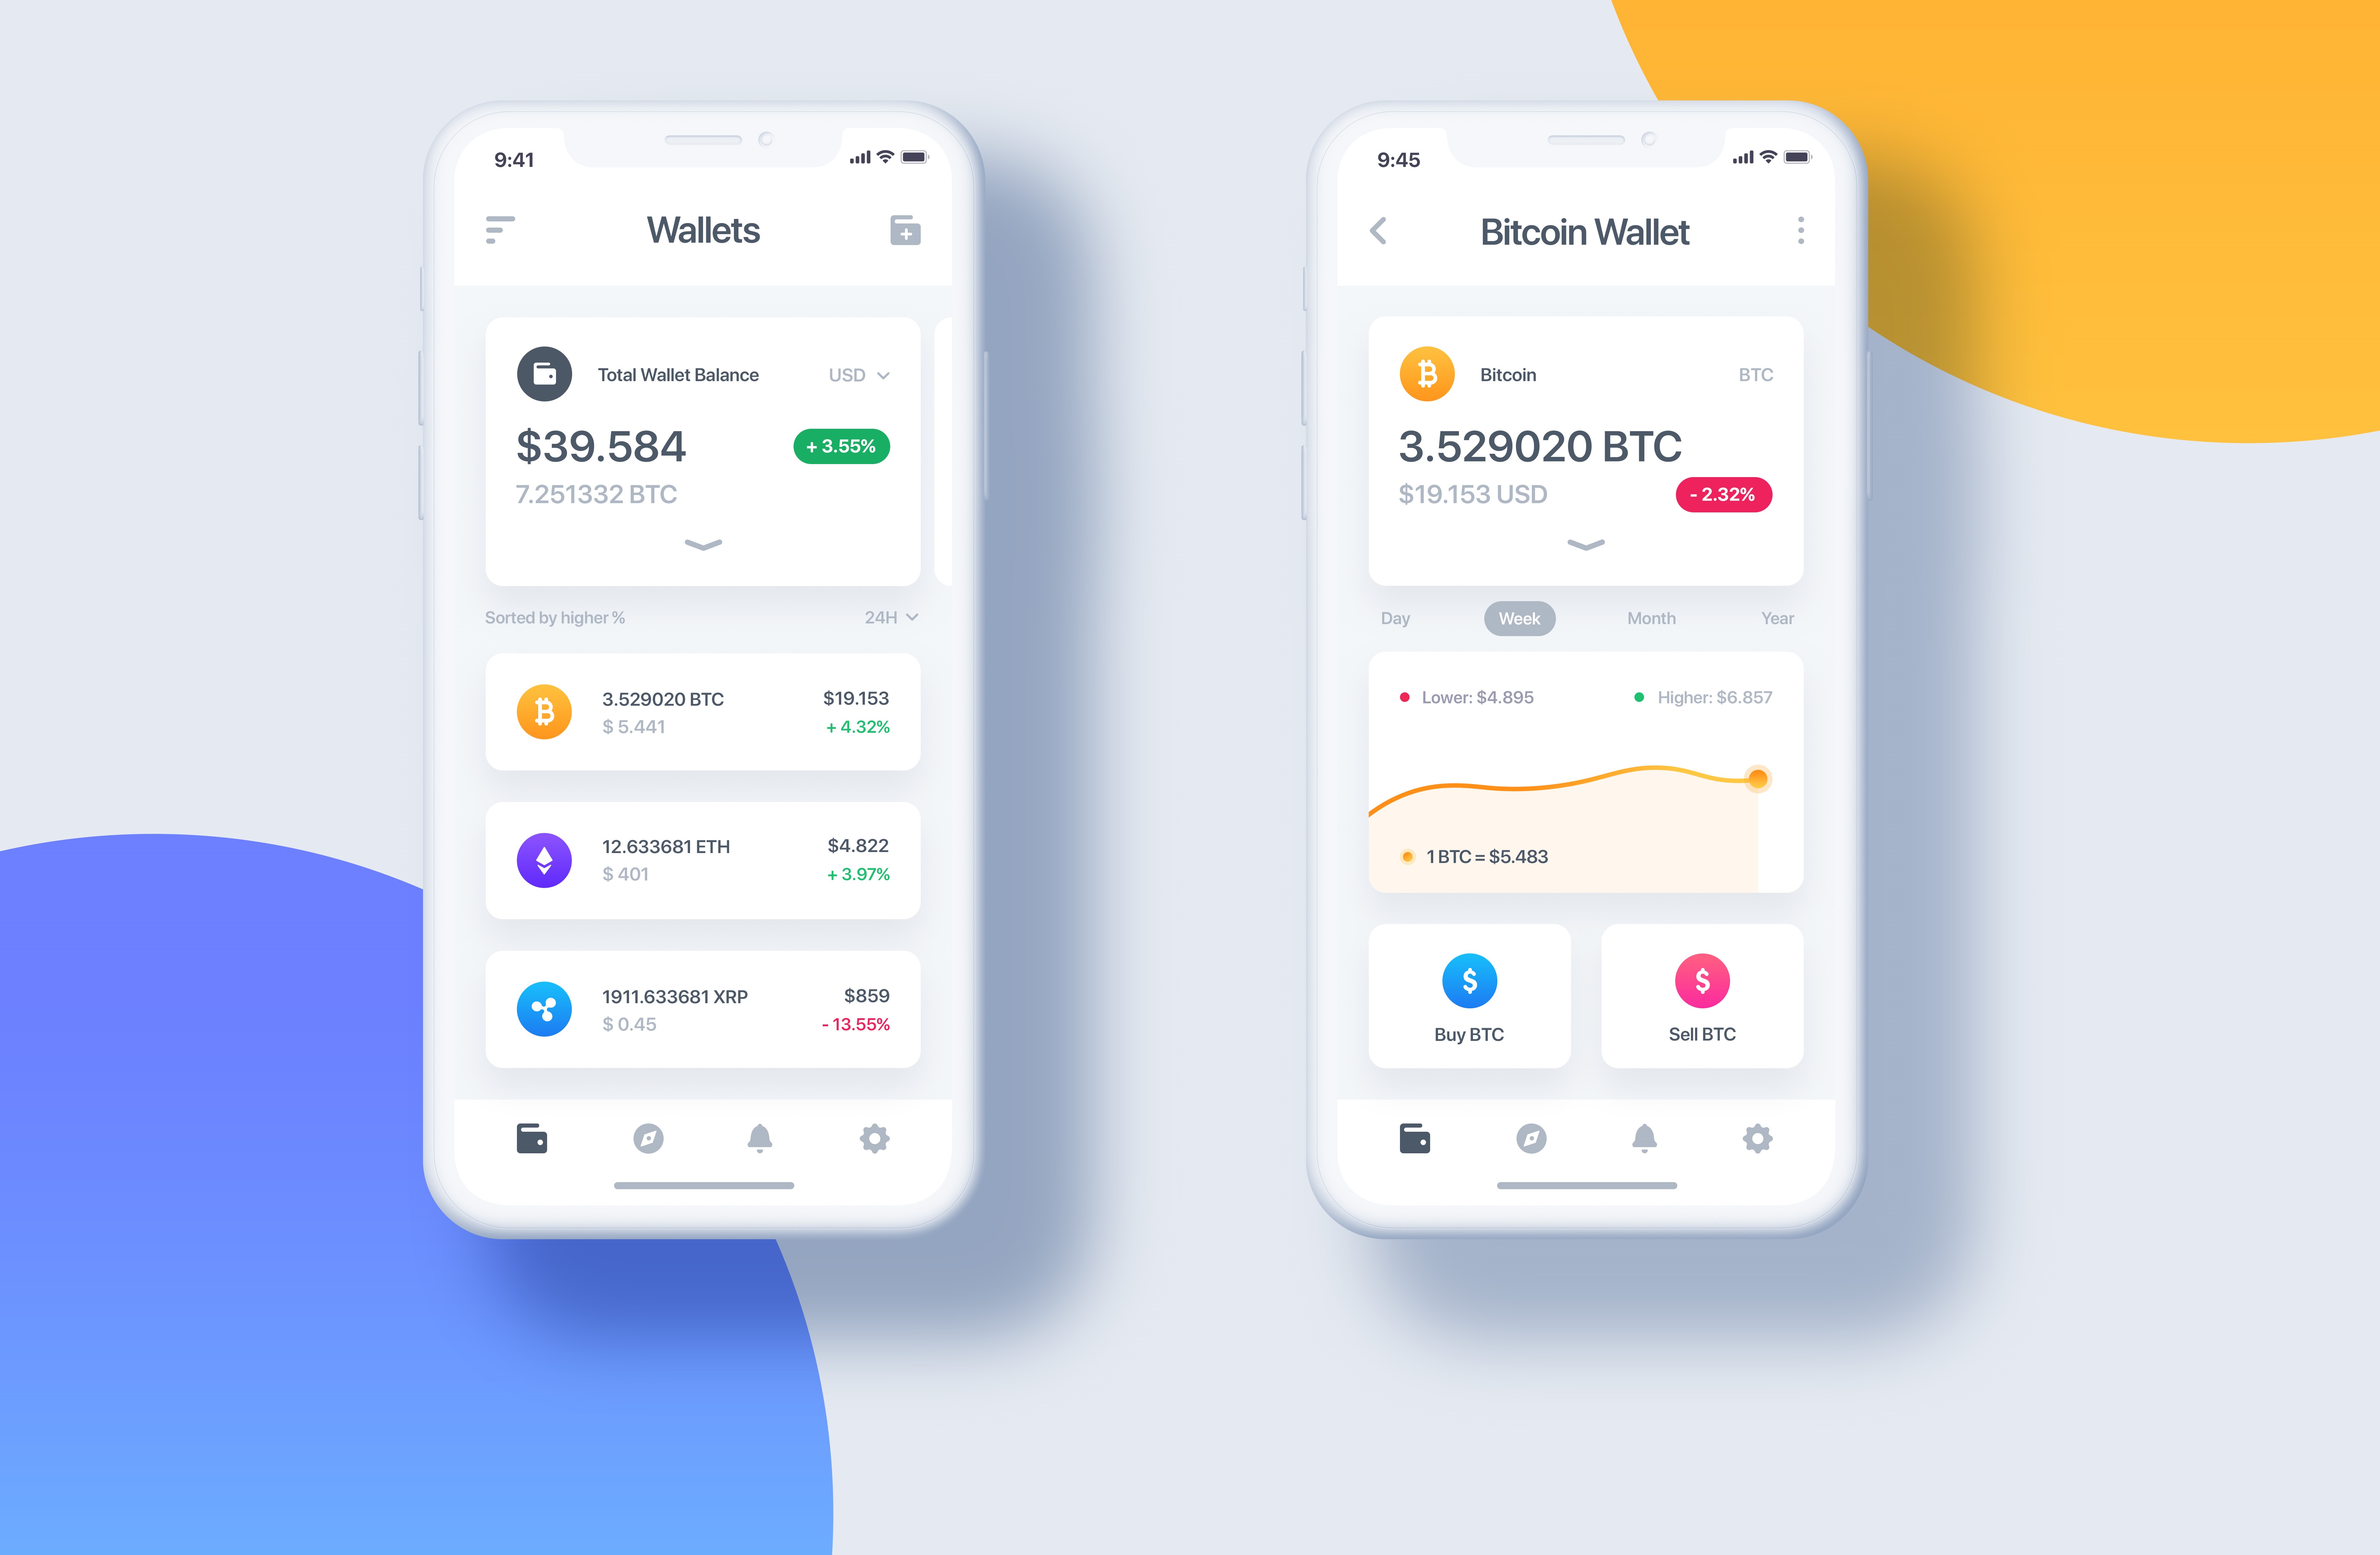 9:41
Wallets
Total Wallet Balance USD
$39.584 + 3.55%
7.251332 BTC
Sorted by higher % 24H
3.529020 BTC $19.153
$ 5.441 + 4.32%
12.633681 ETH $4.822
$ 401 + 3.97%
1911.633681 XRP $859
$ 0.45 - 13.55%
9:45
Bitcoin Wallet
Bitcoin BTC
3.529020 BTC
$19.153 USD - 2.32%
Day Week Month Year
Lower: $4.895 Higher: $6.857
1 BTC = $5.483
Buy BTC Sell BTC